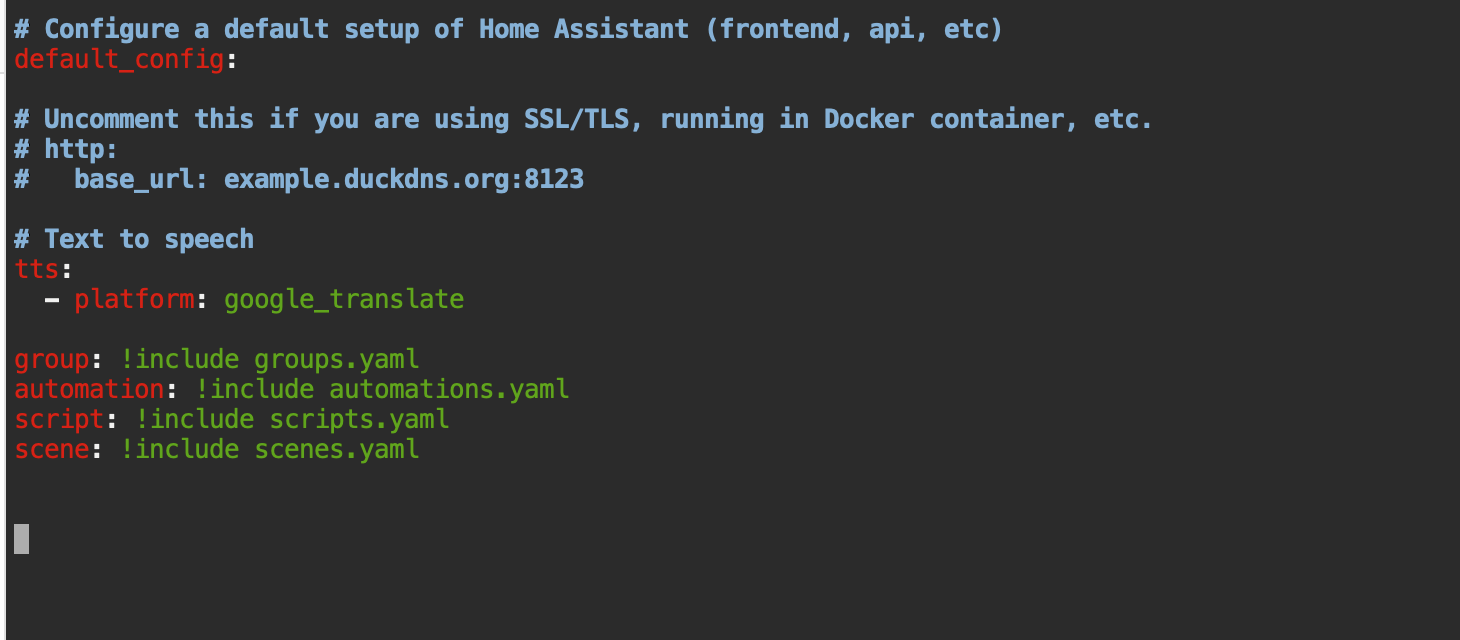 # Configure a default setup of Home Assistant (frontend, api, etc)
default_config:
# Uncomment this if you are using SSL/TLS, running in Docker container, etc.
# http:
#   base_url: example.duckdns.org:8123
# Text to speech
tts:
  - platform: google_translate
group: !include groups.yaml
automation: !include automations.yaml
script: !include scripts.yaml
scene: !include scenes.yaml